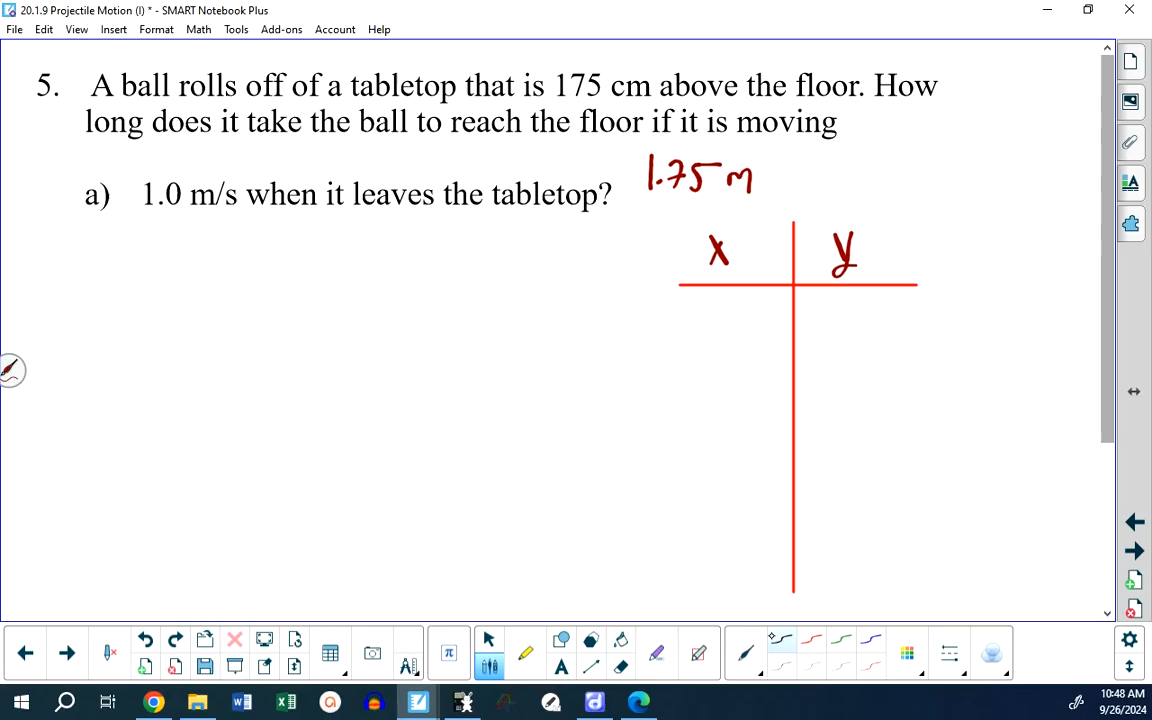 20.1.9 Projectile Motion (I) * - SMART Notebook Plus
File Edit View Insert Format Math Tools Add-ons Account Help
5. A ball rolls off of a tabletop that is 175 cm above the floor. How
long does it take the ball to reach the floor if it is moving
1.75 m
a) 1.0 m/s when it leaves the tabletop?
x y
10:48 AM
9/26/2024